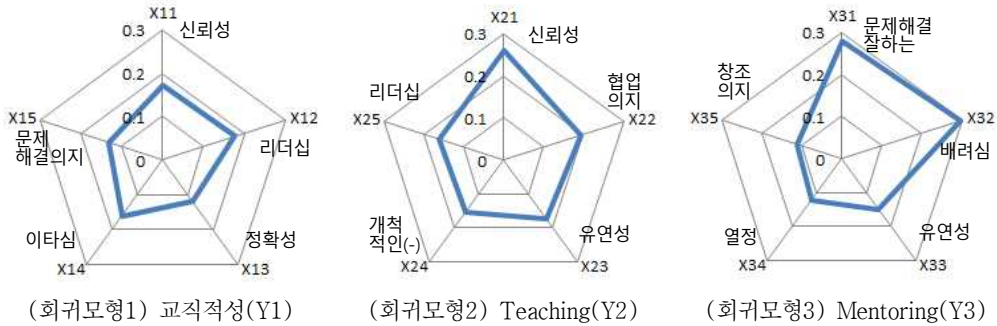 X11
0.3
신뢰성
0.2
0.1
0
X15
문제
해결의지
X12
리더십
이타심
X14
정확성
X13
(회귀모형1) 교직적성(Y1)
X21
0.3
신뢰성
0.2
0.1
0
리더십
X25
협업
의지
X22
개척
적인(-)
X24
유연성
X23
(회귀모형2) Teaching(Y2)
X31
0.3
문제해결
잘하는
0.2
0.1
0
창조
의지
X35
X32
배려심
열정
X34
유연성
X33
(회귀모형3) Mentoring(Y3)